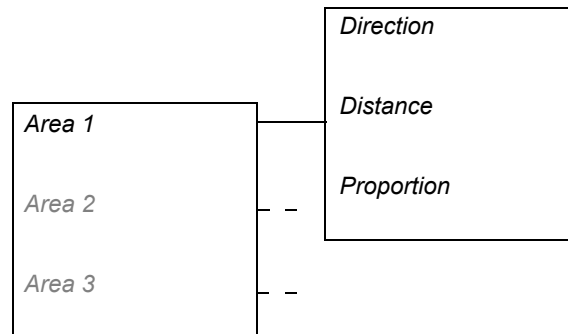 Direction
Distance
Proportion
Area 1
Area 2
Area 3